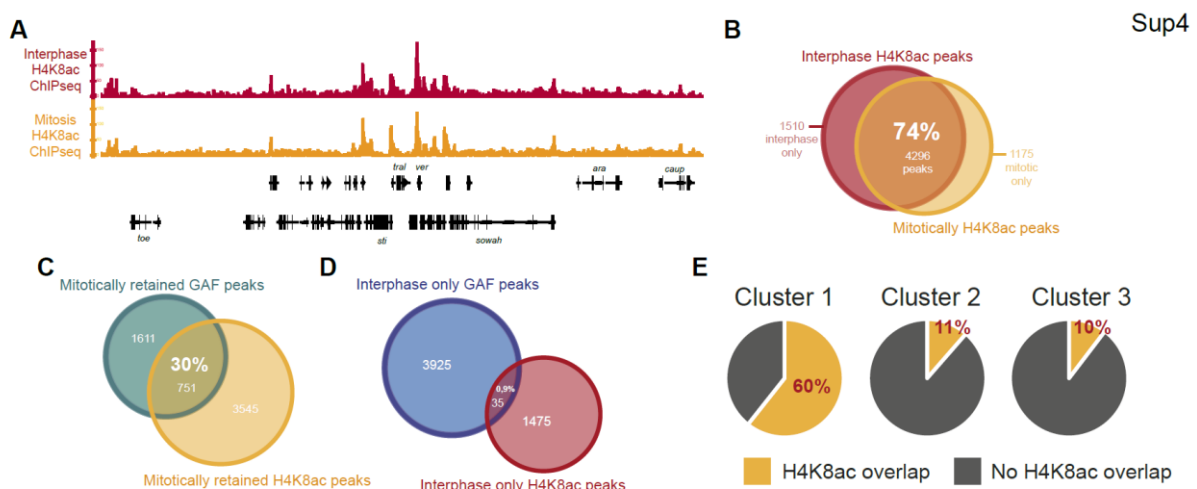 Sup4
A
Interphase
H4K8ac
ChIPseq
Mitosis
H4K8ac
ChIPseq
tral ver
ara
caup
toe
sti
sowah
B
Interphase H4K8ac peaks
1510
interphase
only
74%
4296
peaks
1175
mitotic
only
Mitotically H4K8ac peaks
C
Mitotically retained GAF peaks
1611
30%
751
3545
Mitotically retained H4K8ac peaks
D
Interphase only GAF peaks
3925
0,9%
35
1475
Interphase only H4K8ac peaks
E
Cluster 1
Cluster 2
Cluster 3
60%
11%
10%
H4K8ac overlap
No H4K8ac overlap